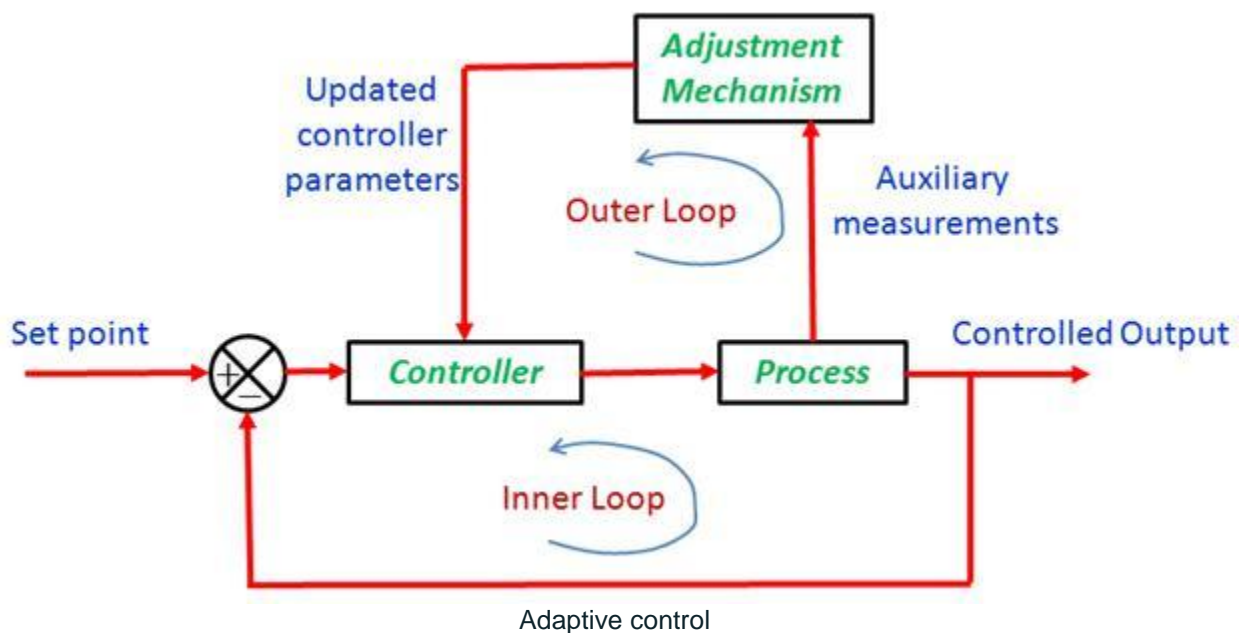 Adjustment
Mechanism
Updated
controller
parameters
Auxiliary
measurements
Outer Loop
Set point
Controlled Output
+
−
Controller
Process
Inner Loop
Adaptive control